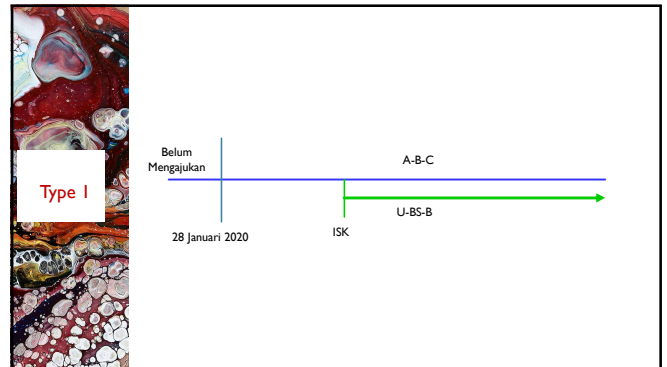 Type 1
Belum
Mengajukan
A-B-C
28 Januari 2020
ISK
U-BS-B